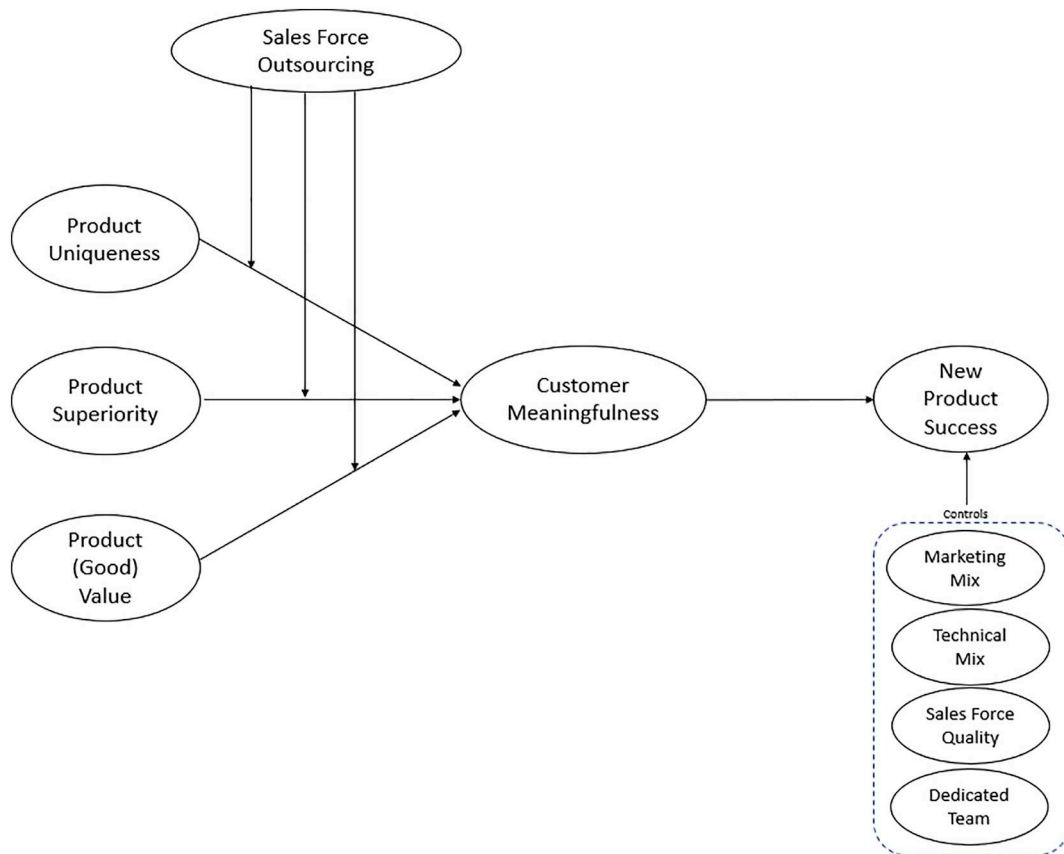 Sales Force
Outsourcing
Product
Uniqueness
Product
Superiority
Customer
Meaningfulness
New
Product
Success
Product
(Good)
Value
Controls
Marketing
Mix
Technical
Mix
Sales Force
Quality
Dedicated
Team